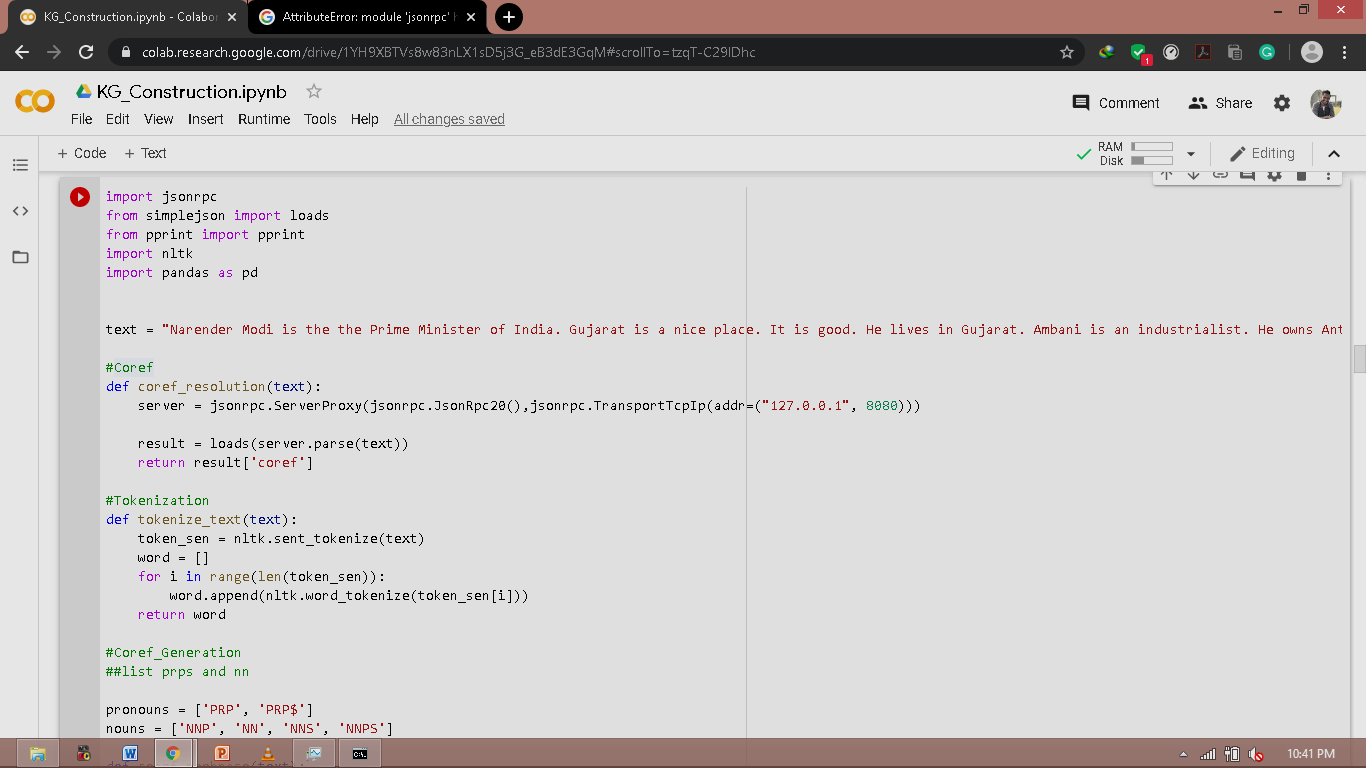 KG_Construction.ipynb - Colabor
AttributeError: module 'jsonrpc' h
colab.research.google.com/drive/1YH9XBTVs8w83nLX1sD5j3G_eB3dE3GqM#scrollTo=tzqT-C29lDhc
1
KG_Construction.ipynb
File Edit View Insert Runtime Tools Help All changes saved
Comment Share
+ Code + Text
RAM
Disk
Editing
import jsonrpc
from simplejson import loads
from pprint import pprint
import nltk
import pandas as pd
text = "Narender Modi is the the Prime Minister of India. Gujarat is a nice place. It is good. He lives in Gujarat. Ambani is an industrialist. He owns Ant
#Coref
def coref_resolution(text):
    server = jsonrpc.ServerProxy(jsonrpc.JsonRpc20(),jsonrpc.TransportTcpIp(addr=("127.0.0.1", 8080)))
    result = loads(server.parse(text))
    return result['coref']
#Tokenization
def tokenize_text(text):
    token_sen = nltk.sent_tokenize(text)
    word = []
    for i in range(len(token_sen)):
        word.append(nltk.word_tokenize(token_sen[i]))
    return word
#Coref_Generation
##list prps and nn
pronouns = ['PRP', 'PRP$']
nouns = ['NNP', 'NN', 'NNS', 'NNPS']
10:41 PM